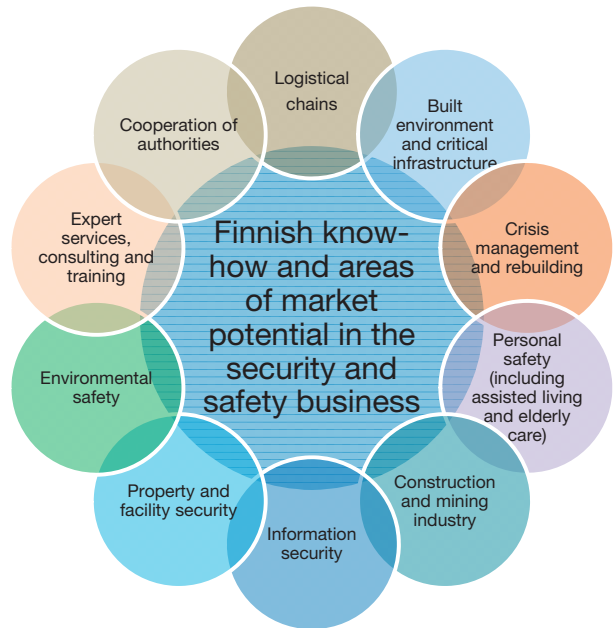 Logistical
chains
Built
environment
and critical
infrastructure
Crisis
management
and rebuilding
Personal
safety
(including
assisted living
and elderly
care)
Construction
and mining
industry
Information
security
Property and
facility security
Environmental
safety
Expert
services,
consulting and
training
Cooperation of
authorities
Finnish know-
how and areas
of market
potential in the
security and
safety business